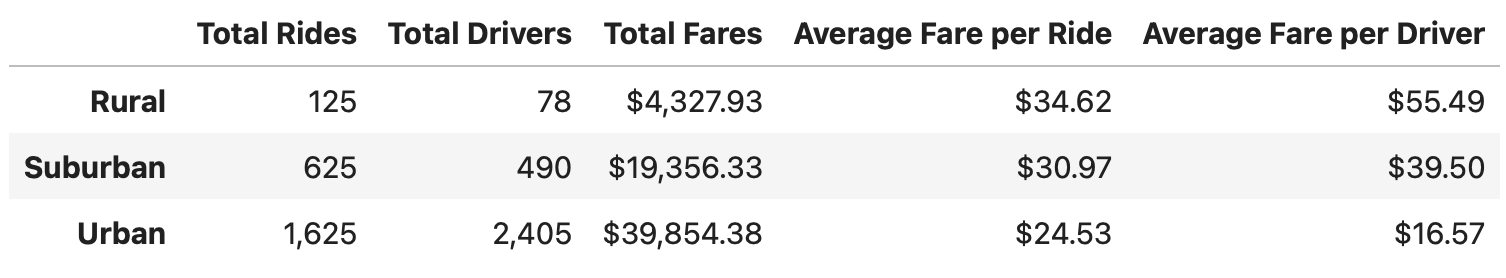 Total Rides Total Drivers Total Fares Average Fare per Ride Average Fare per Driver
Rural 125 78 $4,327.93 $34.62 $55.49
Suburban 625 490 $19,356.33 $30.97 $39.50
Urban 1,625 2,405 $39,854.38 $24.53 $16.57